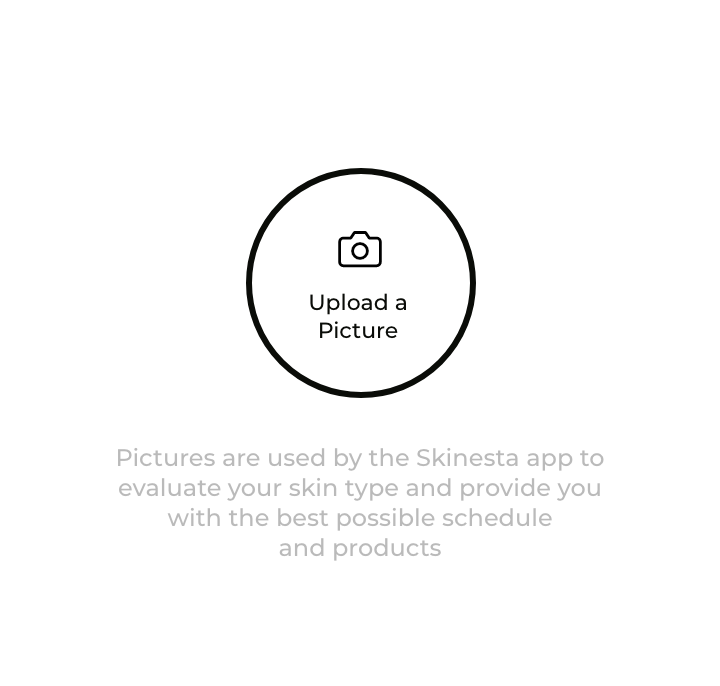 Upload a
Picture
Pictures are used by the Skinesta app to
evaluate your skin type and provide you
with the best possible schedule
and products